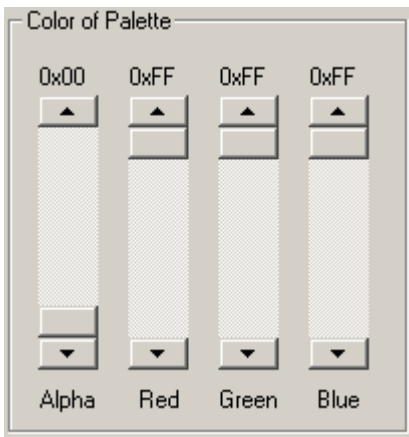 Color of Palette
0x00 0xFF 0xFF 0xFF
Alpha Red Green Blue